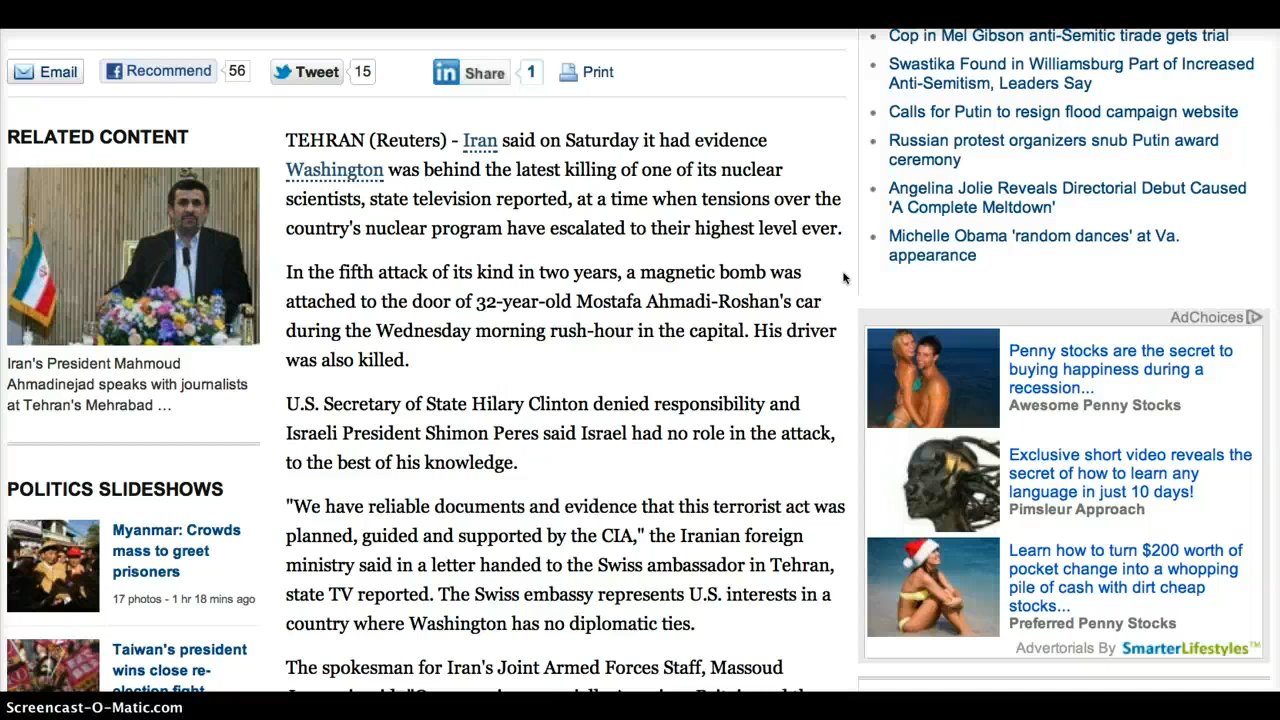 Email
Recommend
56
Tweet
15
Share
1
Print
RELATED CONTENT
Iran's President Mahmoud
Ahmadinejad speaks with journalists
at Tehran's Mehrabad ...
POLITICS SLIDESHOWS
Myanmar: Crowds
mass to greet
prisoners
17 photos - 1 hr 18 mins ago
Taiwan's president
wins close re-
election fight
TEHRAN (Reuters) - Iran said on Saturday it had evidence
Washington was behind the latest killing of one of its nuclear
scientists, state television reported, at a time when tensions over the
country's nuclear program have escalated to their highest level ever.
In the fifth attack of its kind in two years, a magnetic bomb was
attached to the door of 32-year-old Mostafa Ahmadi-Roshan's car
during the Wednesday morning rush-hour in the capital. His driver
was also killed.
U.S. Secretary of State Hilary Clinton denied responsibility and
Israeli President Shimon Peres said Israel had no role in the attack,
to the best of his knowledge.
"We have reliable documents and evidence that this terrorist act was
planned, guided and supported by the CIA," the Iranian foreign
ministry said in a letter handed to the Swiss ambassador in Tehran,
state TV reported. The Swiss embassy represents U.S. interests in a
country where Washington has no diplomatic ties.
The spokesman for Iran's Joint Armed Forces Staff, Massoud
Cop in Mel Gibson anti-Semitic tirade gets trial
Swastika Found in Williamsburg Part of Increased
Anti-Semitism, Leaders Say
Calls for Putin to resign flood campaign website
Russian protest organizers snub Putin award
ceremony
Angelina Jolie Reveals Directorial Debut Caused
'A Complete Meltdown'
Michelle Obama 'random dances' at Va.
appearance
AdChoices
Penny stocks are the secret to
buying happiness during a
recession...
Awesome Penny Stocks
Exclusive short video reveals the
secret of how to learn any
language in just 10 days!
Pimsleur Approach
Learn how to turn $200 worth of
pocket change into a whopping
pile of cash with dirt cheap
stocks...
Preferred Penny Stocks
Advertorials By SmarterLifestyles™
Screencast-O-Matic.com